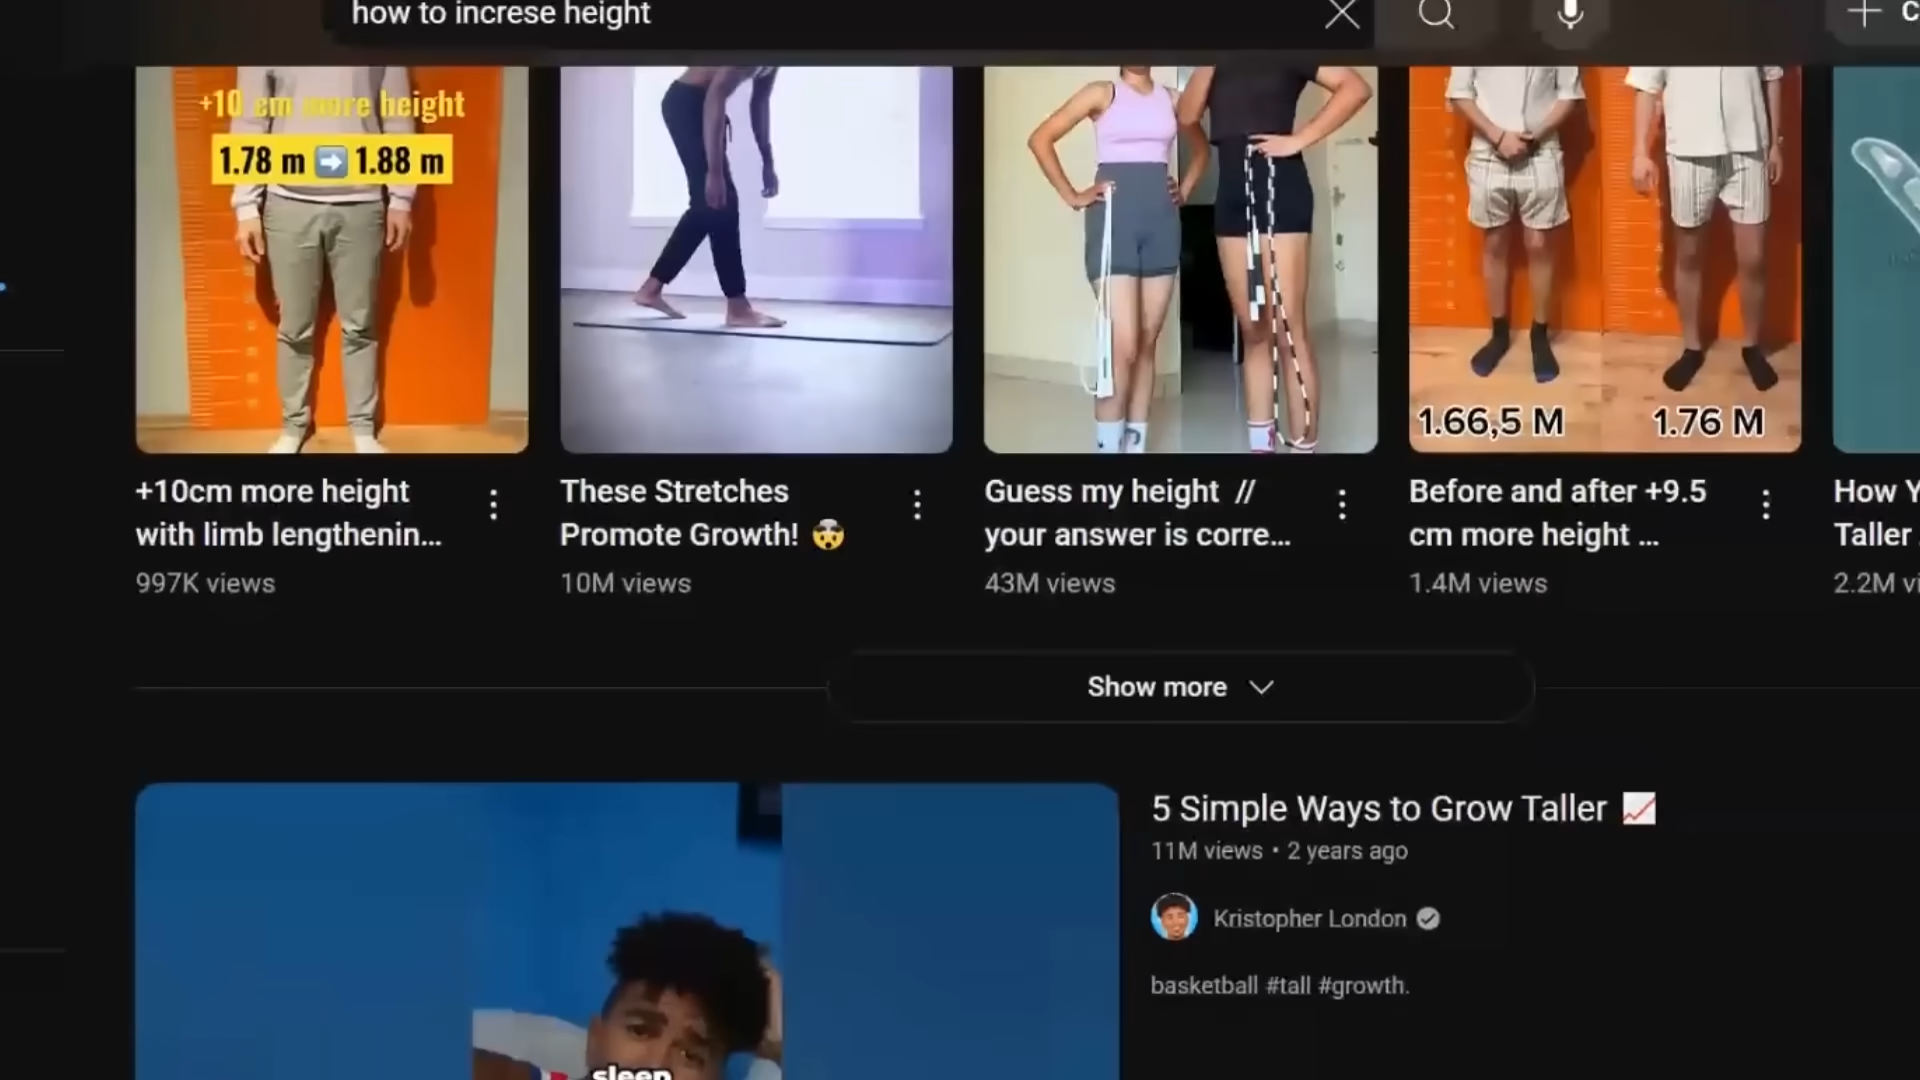 how to increse height
+10 cm more height
1.78 m ➡ 1.88 m
1.66,5 M
1.76 M
+10cm more height
with limb lengthenin...
997K views
These Stretches
Promote Growth! 🤯
10M views
Guess my height //
your answer is corre...
43M views
Before and after +9.5
cm more height ...
1.4M views
How Y
Taller
2.2M vi
Show more
5 Simple Ways to Grow Taller 📈
11M views • 2 years ago
Kristopher London
basketball #tall #growth.
sleep